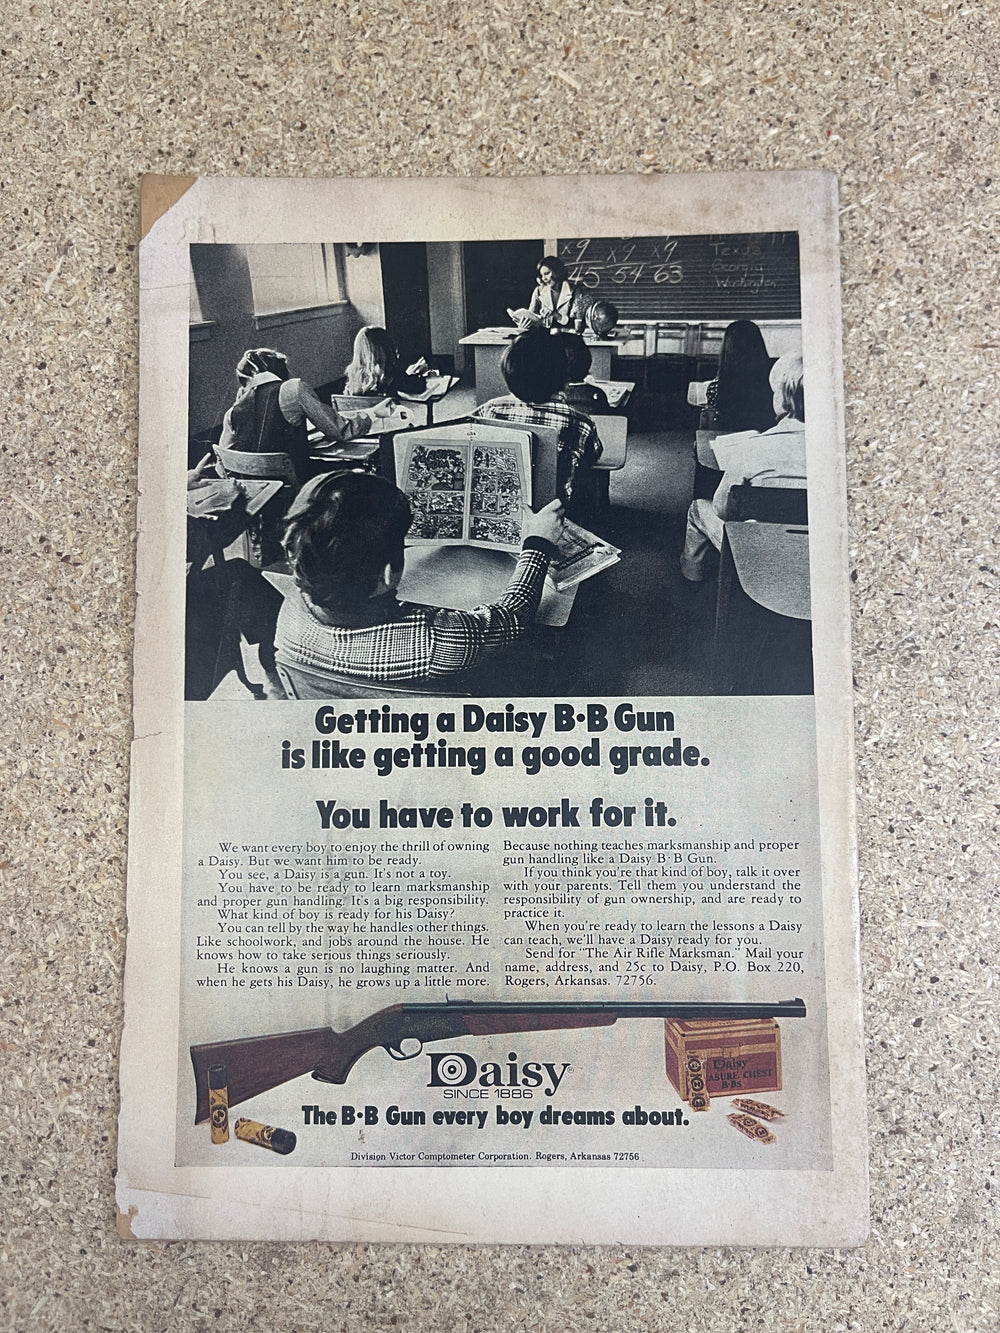 x9 x9 x9
45 54 63
Texas
Georgia
Washington
Getting a Daisy B•B Gun
is like getting a good grade.
You have to work for it.
We want every boy to enjoy the thrill of owning
a Daisy. But we want him to be ready.
You see, a Daisy is a gun. It's not a toy.
You have to be ready to learn marksmanship
and proper gun handling. It's a big responsibility.
What kind of boy is ready for his Daisy?
You can tell by the way he handles other things.
Like schoolwork, and jobs around the house. He
knows how to take serious things seriously.
He knows a gun is no laughing matter. And
when he gets his Daisy, he grows up a little more.
Because nothing teaches marksmanship and proper
gun handling like a Daisy B·B Gun.
If you think you're that kind of boy, talk it over
with your parents. Tell them you understand the
responsibility of gun ownership, and are ready to
practice it.
When you're ready to learn the lessons a Daisy
can teach, we'll have a Daisy ready for you.
Send for "The Air Rifle Marksman." Mail your
name, address, and 25c to Daisy, P.O. Box 220,
Rogers, Arkansas. 72756.
Daisy
ASURE CHEST
B·Bs
Daisy®
SINCE 1886
The B•B Gun every boy dreams about.
Division Victor Comptometer Corporation. Rogers, Arkansas 72756